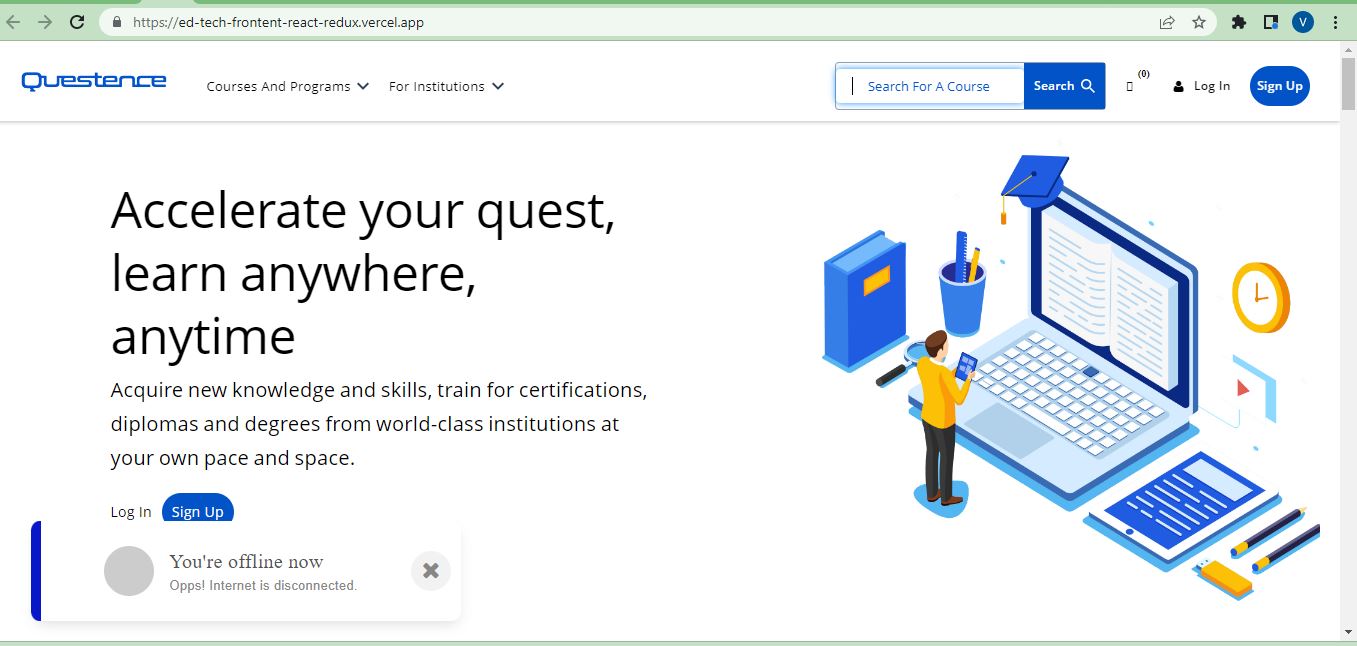 https://ed-tech-frontent-react-redux.vercel.app
V
Questence
Courses And Programs
For Institutions
Search For A Course
Search
(0)
Log In
Sign Up
Accelerate your quest,
learn anywhere,
anytime
Acquire new knowledge and skills, train for certifications,
diplomas and degrees from world-class institutions at
your own pace and space.
Log In
Sign Up
You're offline now
Opps! Internet is disconnected.